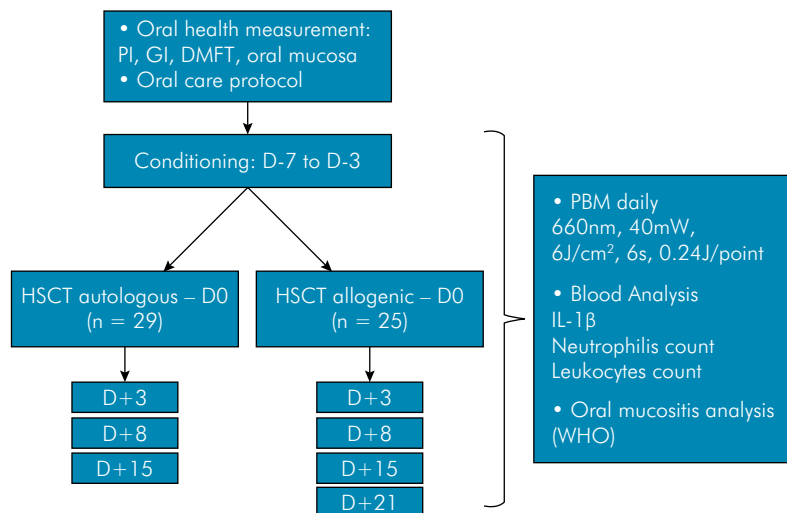 • Oral health measurement:
PI, GI, DMFT, oral mucosa
• Oral care protocol
Conditioning: D-7 to D-3
HSCT autologous – D0
(n = 29)
HSCT allogenic – D0
(n = 25)
D+3
D+8
D+15
D+3
D+8
D+15
D+21
• PBM daily
660nm, 40mW,
6J/cm², 6s, 0.24J/point
• Blood Analysis
IL-1β
Neutrophilis count
Leukocytes count
• Oral mucositis analysis
(WHO)